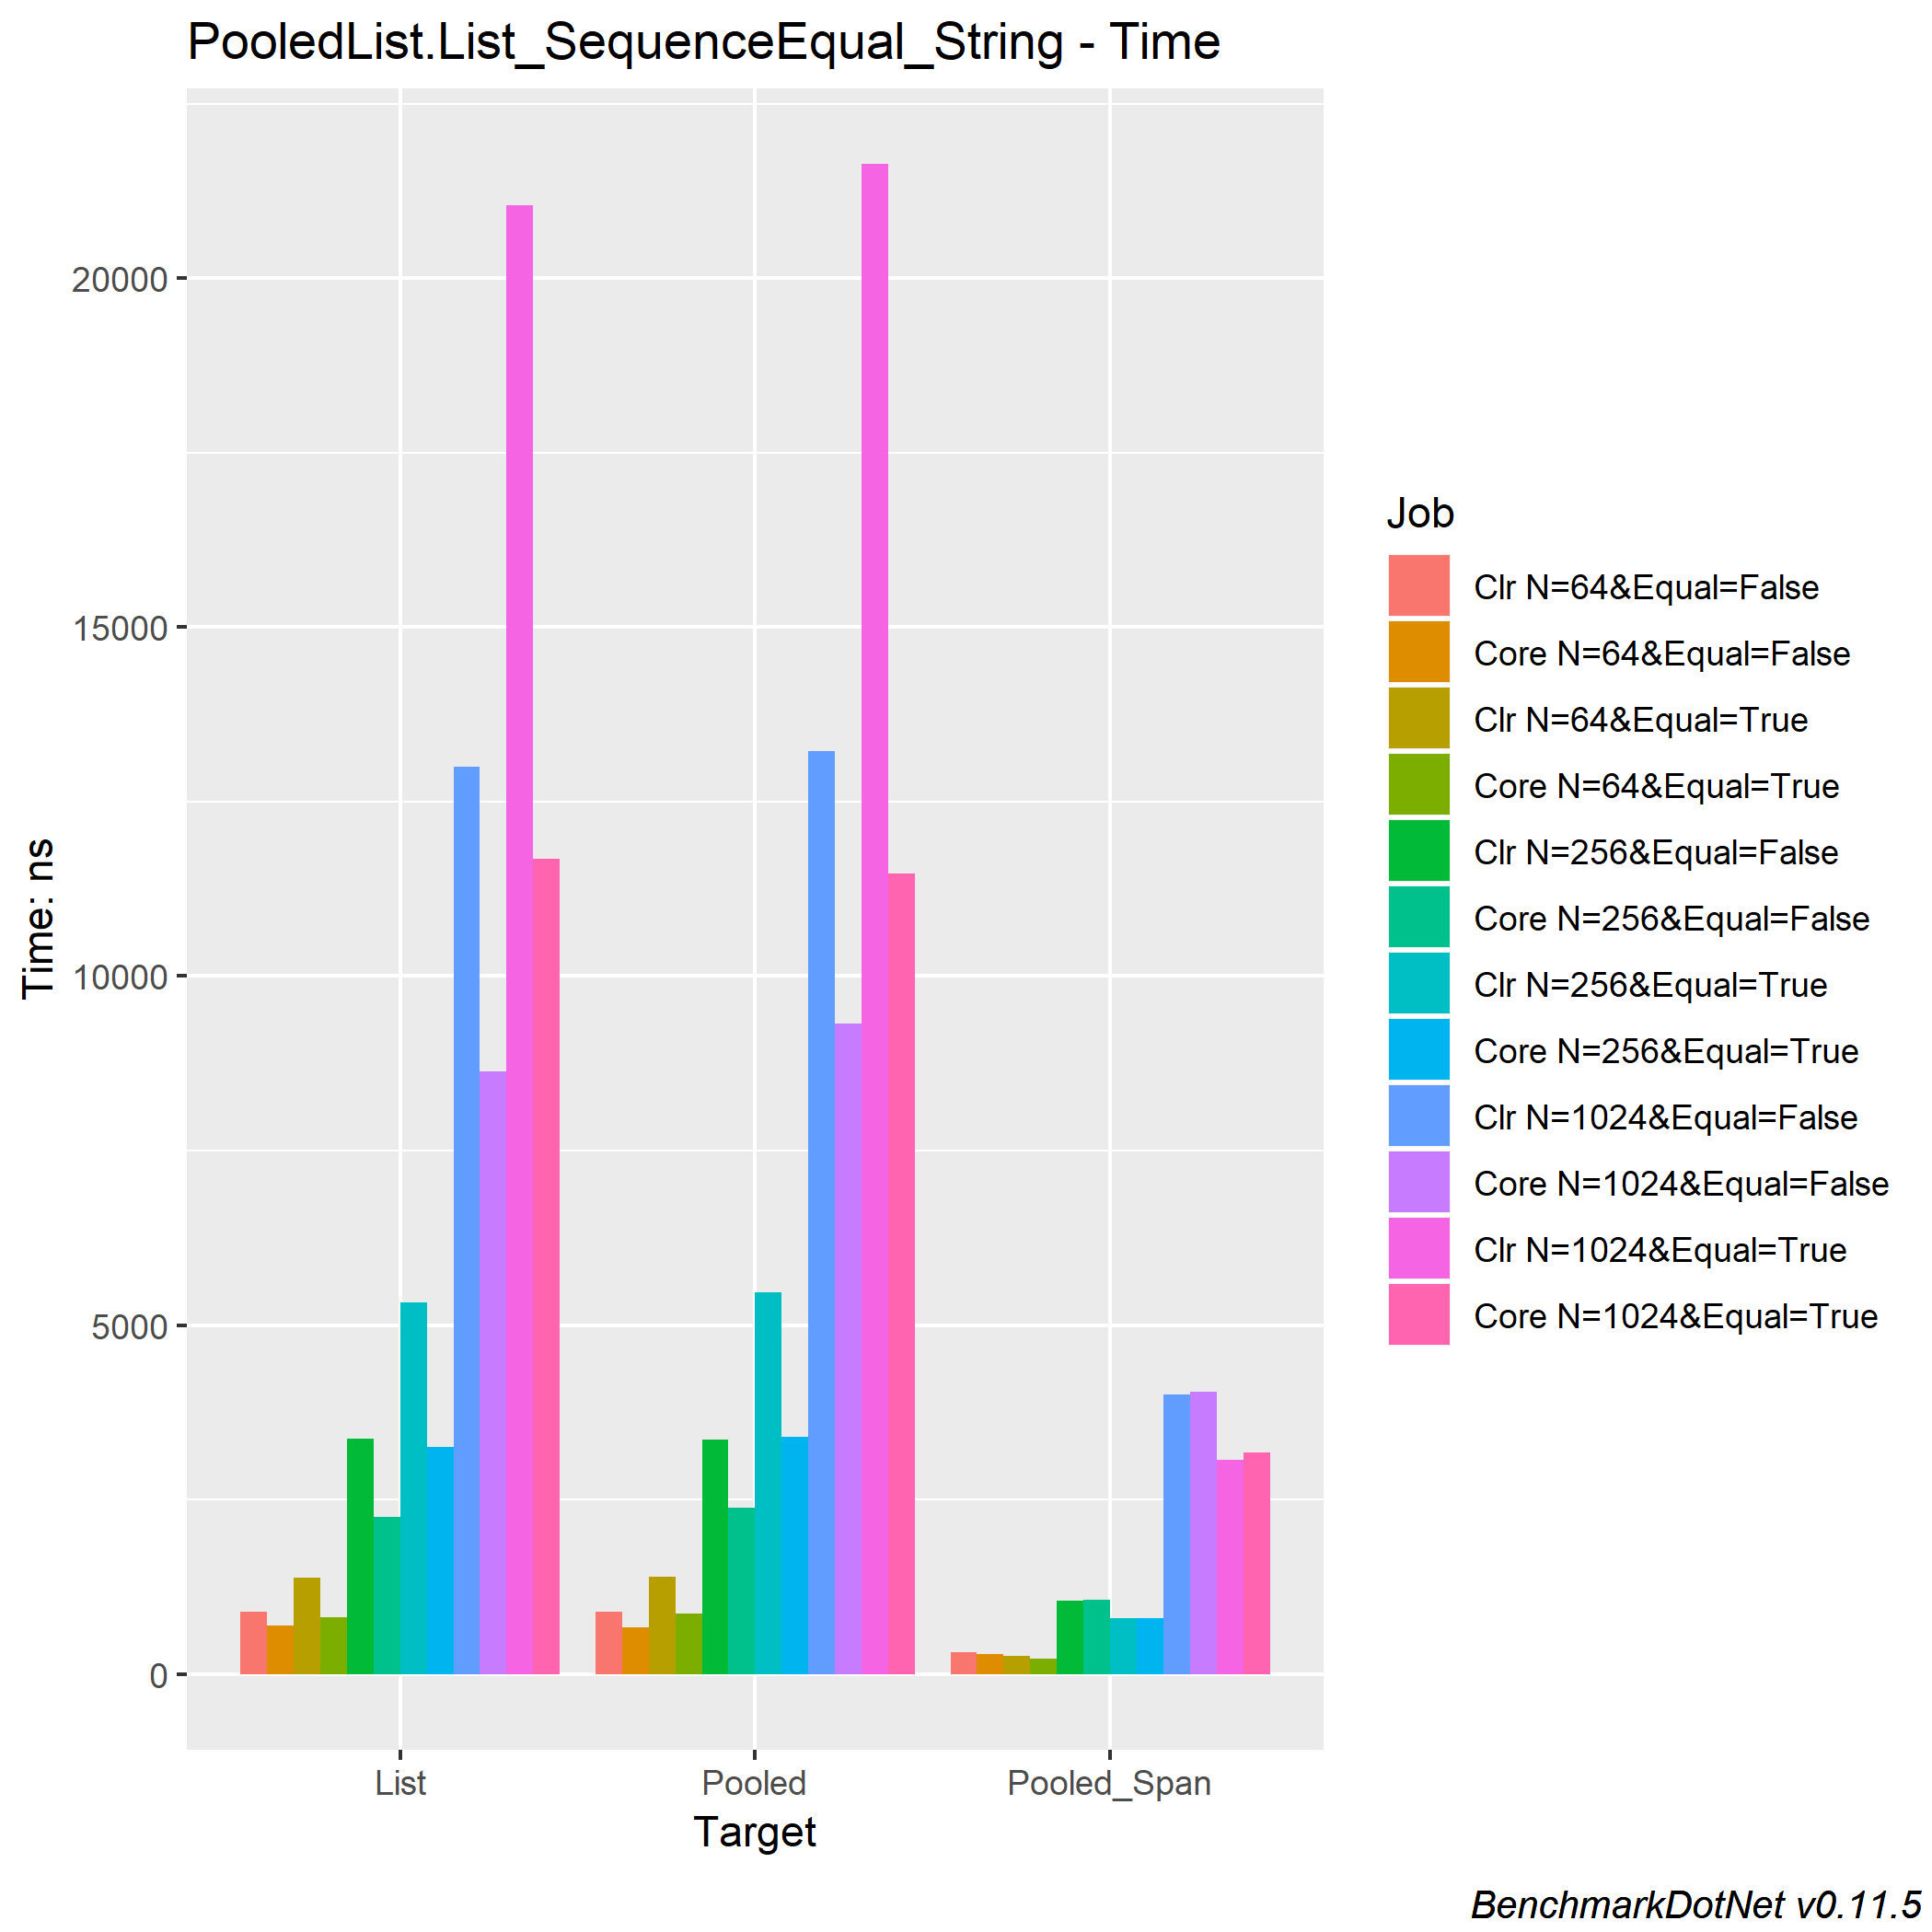 PooledList.List_SequenceEqual_String - Time
Time: ns
20000
15000
10000
5000
0
List
Pooled
Pooled_Span
Target
Job
Clr N=64&Equal=False
Core N=64&Equal=False
Clr N=64&Equal=True
Core N=64&Equal=True
Clr N=256&Equal=False
Core N=256&Equal=False
Clr N=256&Equal=True
Core N=256&Equal=True
Clr N=1024&Equal=False
Core N=1024&Equal=False
Clr N=1024&Equal=True
Core N=1024&Equal=True
BenchmarkDotNet v0.11.5